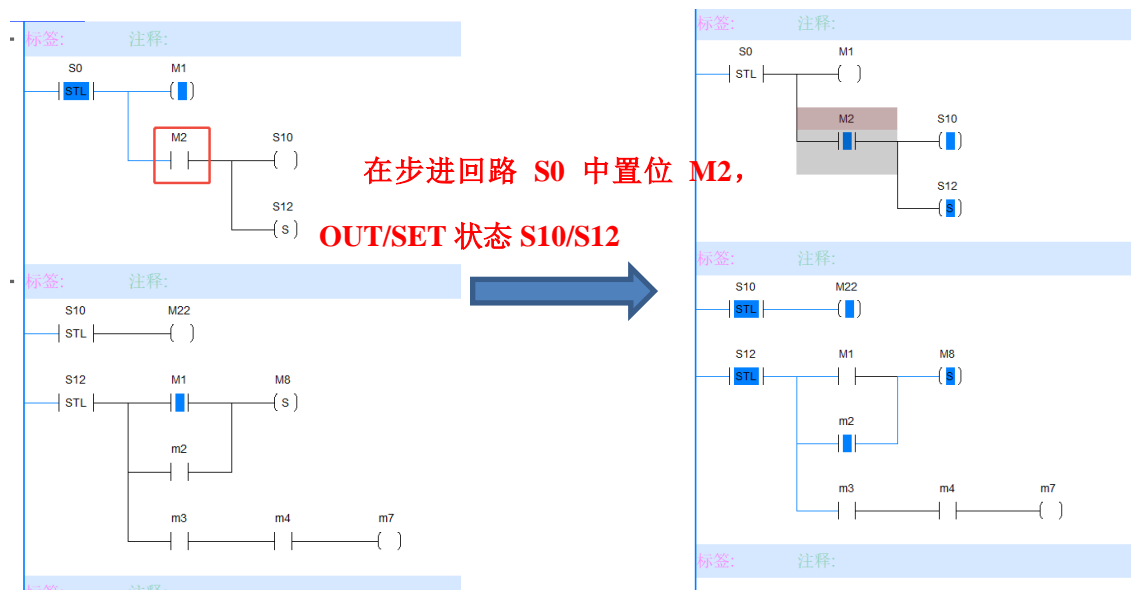 标签: 注释:
S0 M1
STL
M2 S10
S12
S
标签: 注释:
S10 M22
STL
S12 M1 M8
STL S
m2
m3 m4 m7
标签: 注释:
在步进回路 S0 中置位 M2，
OUT/SET 状态 S10/S12
标签: 注释:
S0 M1
STL
M2 S10
S12
S
标签: 注释:
S10 M22
STL
S12 M1 M8
STL S
m2
m3 m4 m7
标签: 注释: